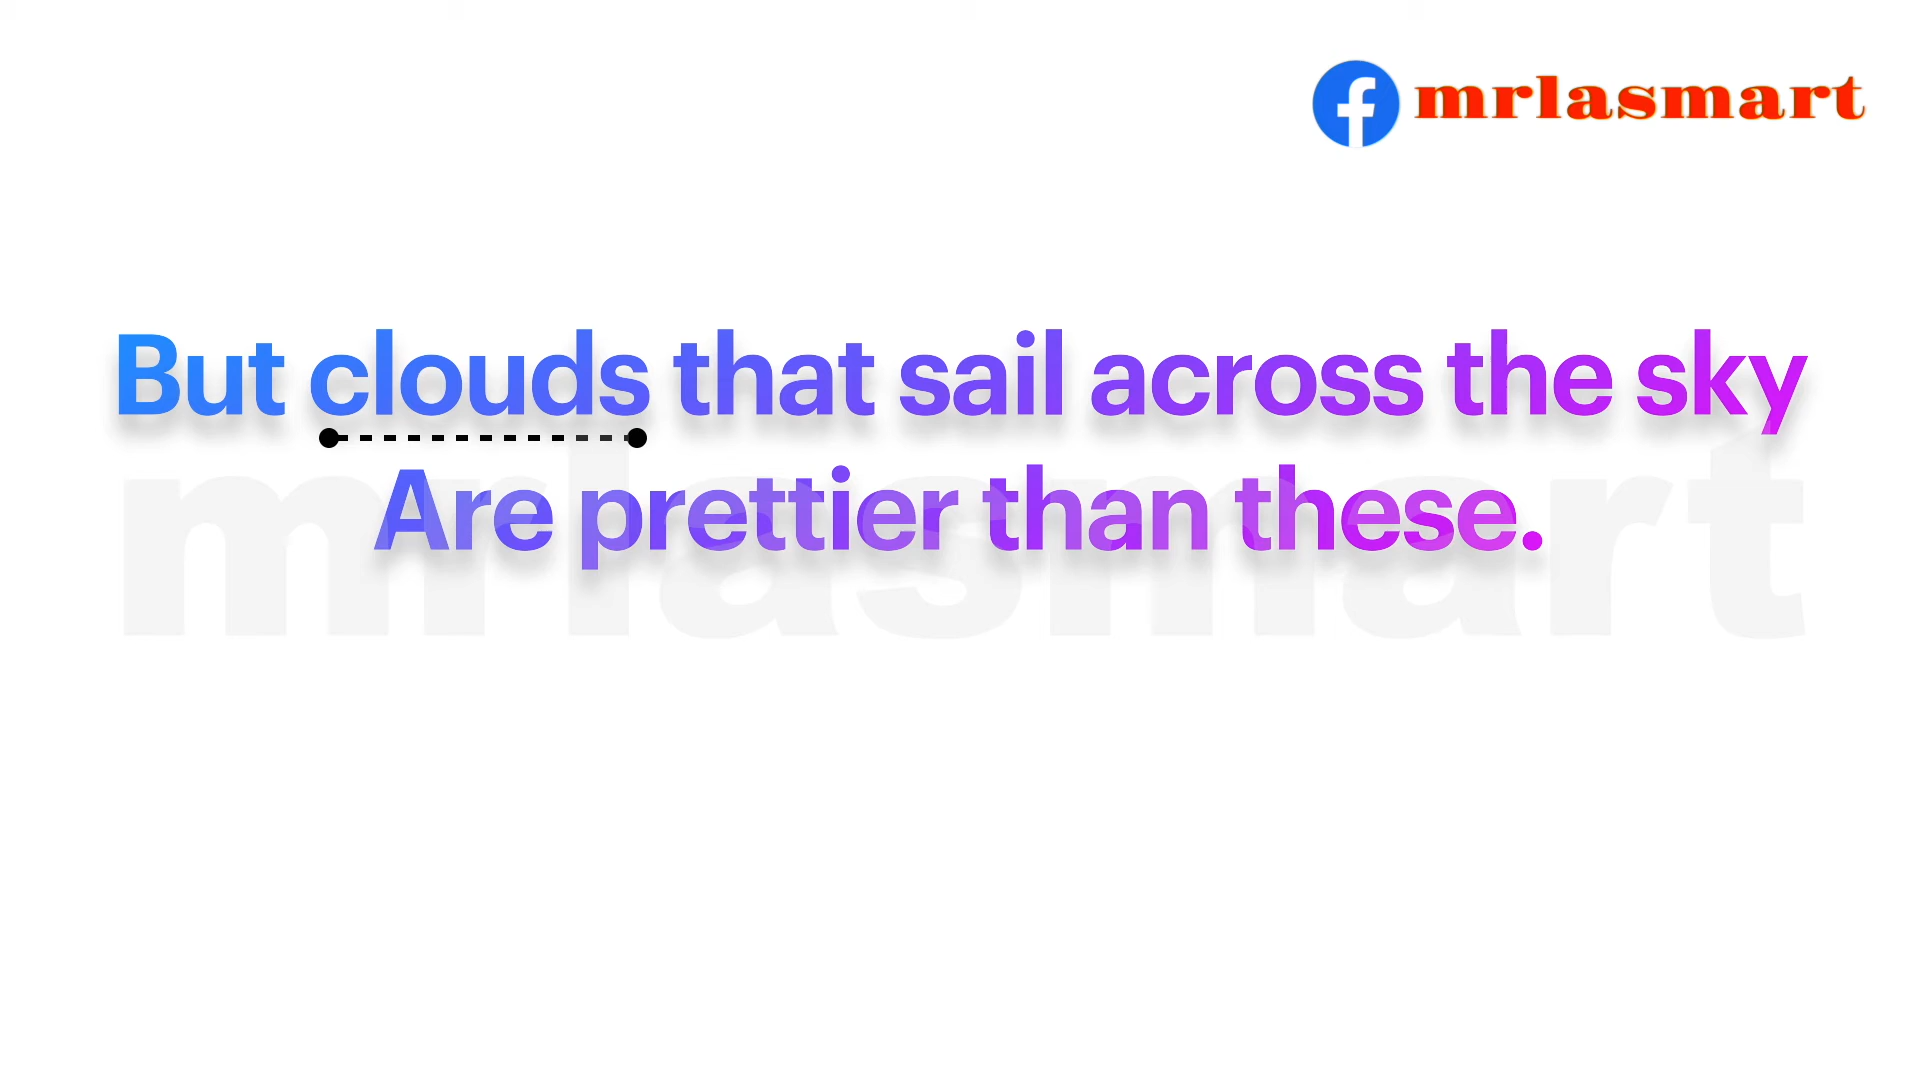 mrlasmart
But clouds that sail across the sky
Are prettier than these.
mrlasmart